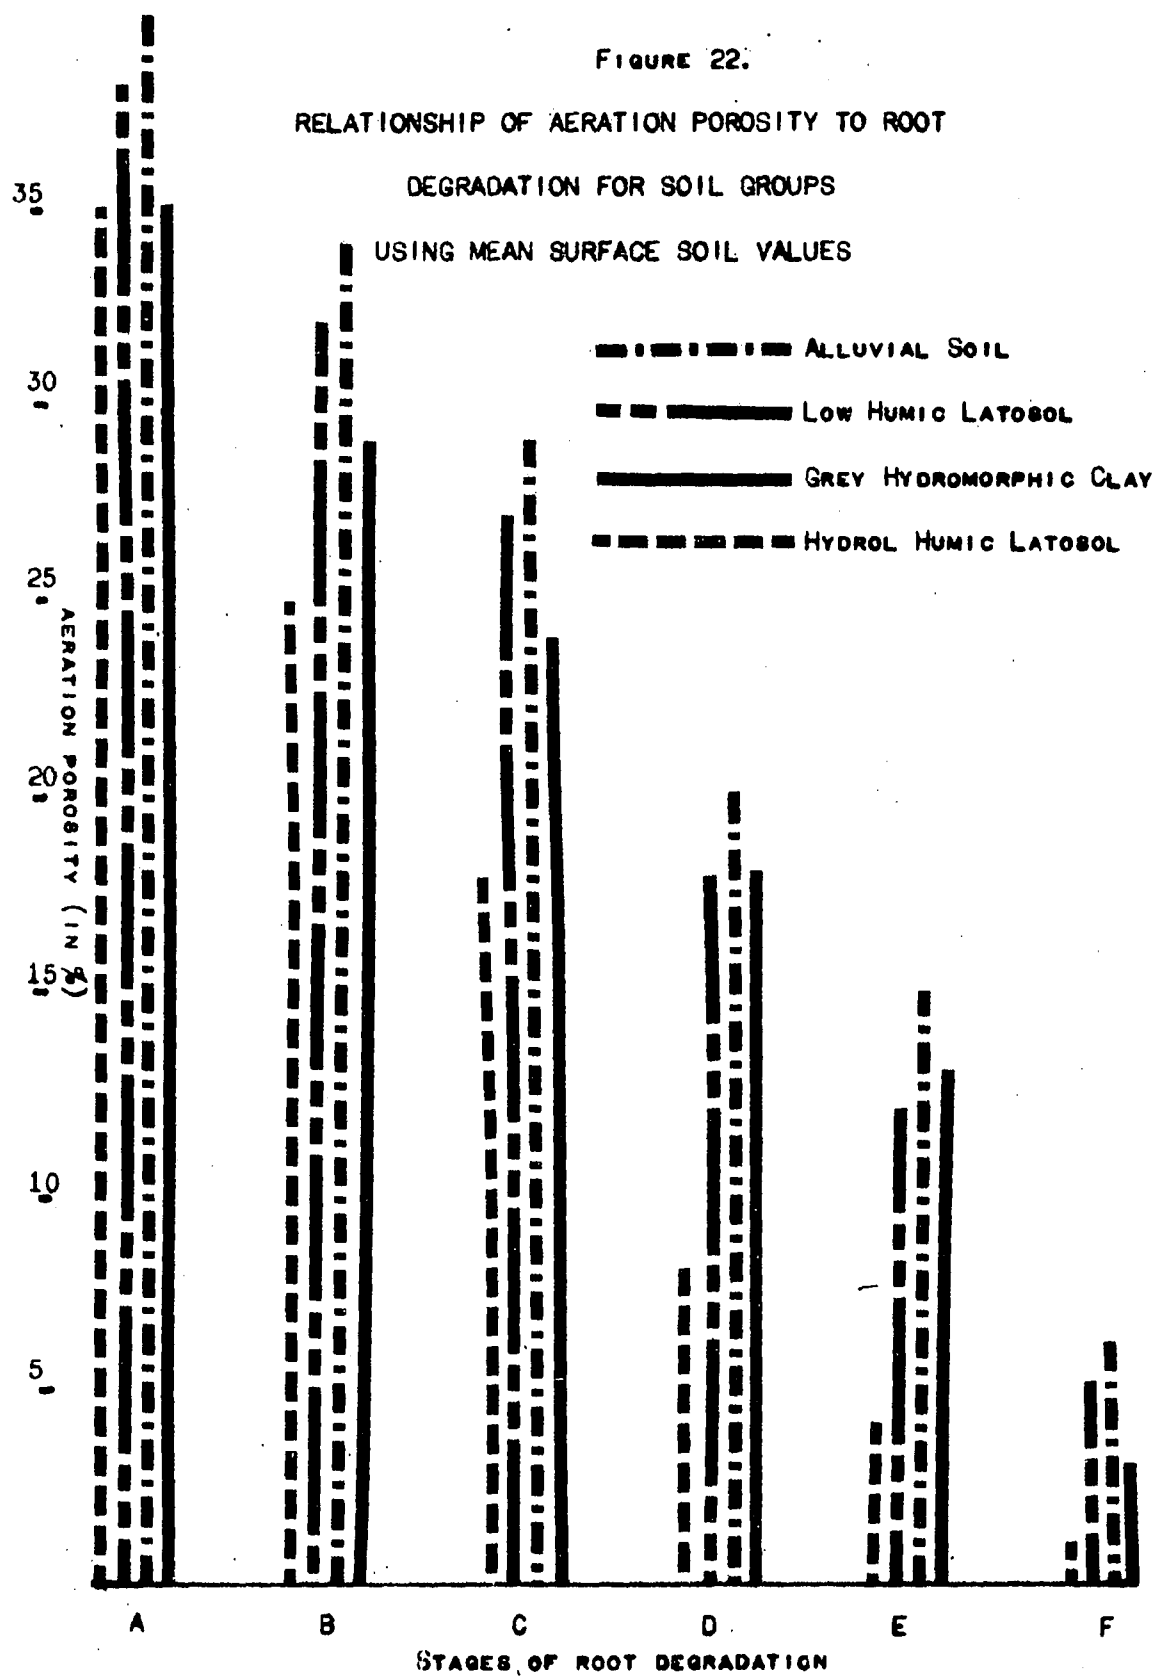 FIGURE 22.
RELATIONSHIP OF AERATION POROSITY TO ROOT
DEGRADATION FOR SOIL GROUPS
USING MEAN SURFACE SOIL VALUES
ALLUVIAL SOIL
LOW HUMIC LATOSOL
GREY HYDROMORPHIC CLAY
HYDROL HUMIC LATOSOL
35
30
25
20
15
10
5
AERATION POROSITY (IN %)
A B C D E F
STAGES OF ROOT DEGRADATION